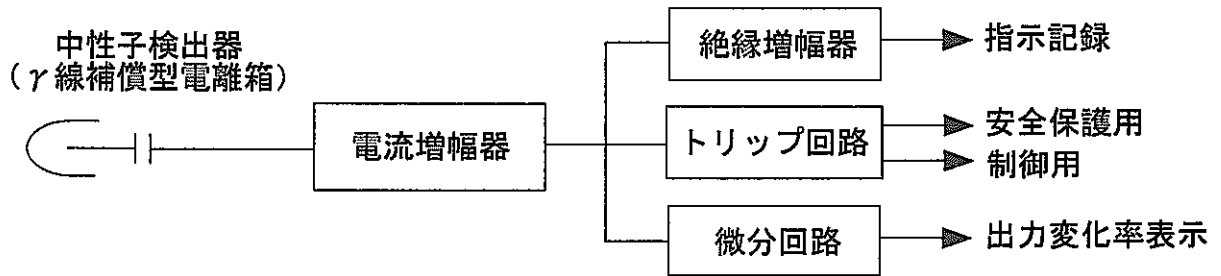 中性子検出器
(γ線補償型電離箱)
電流増幅器
絶縁増幅器
指示記録
トリップ回路
安全保護用
制御用
微分回路
出力変化率表示